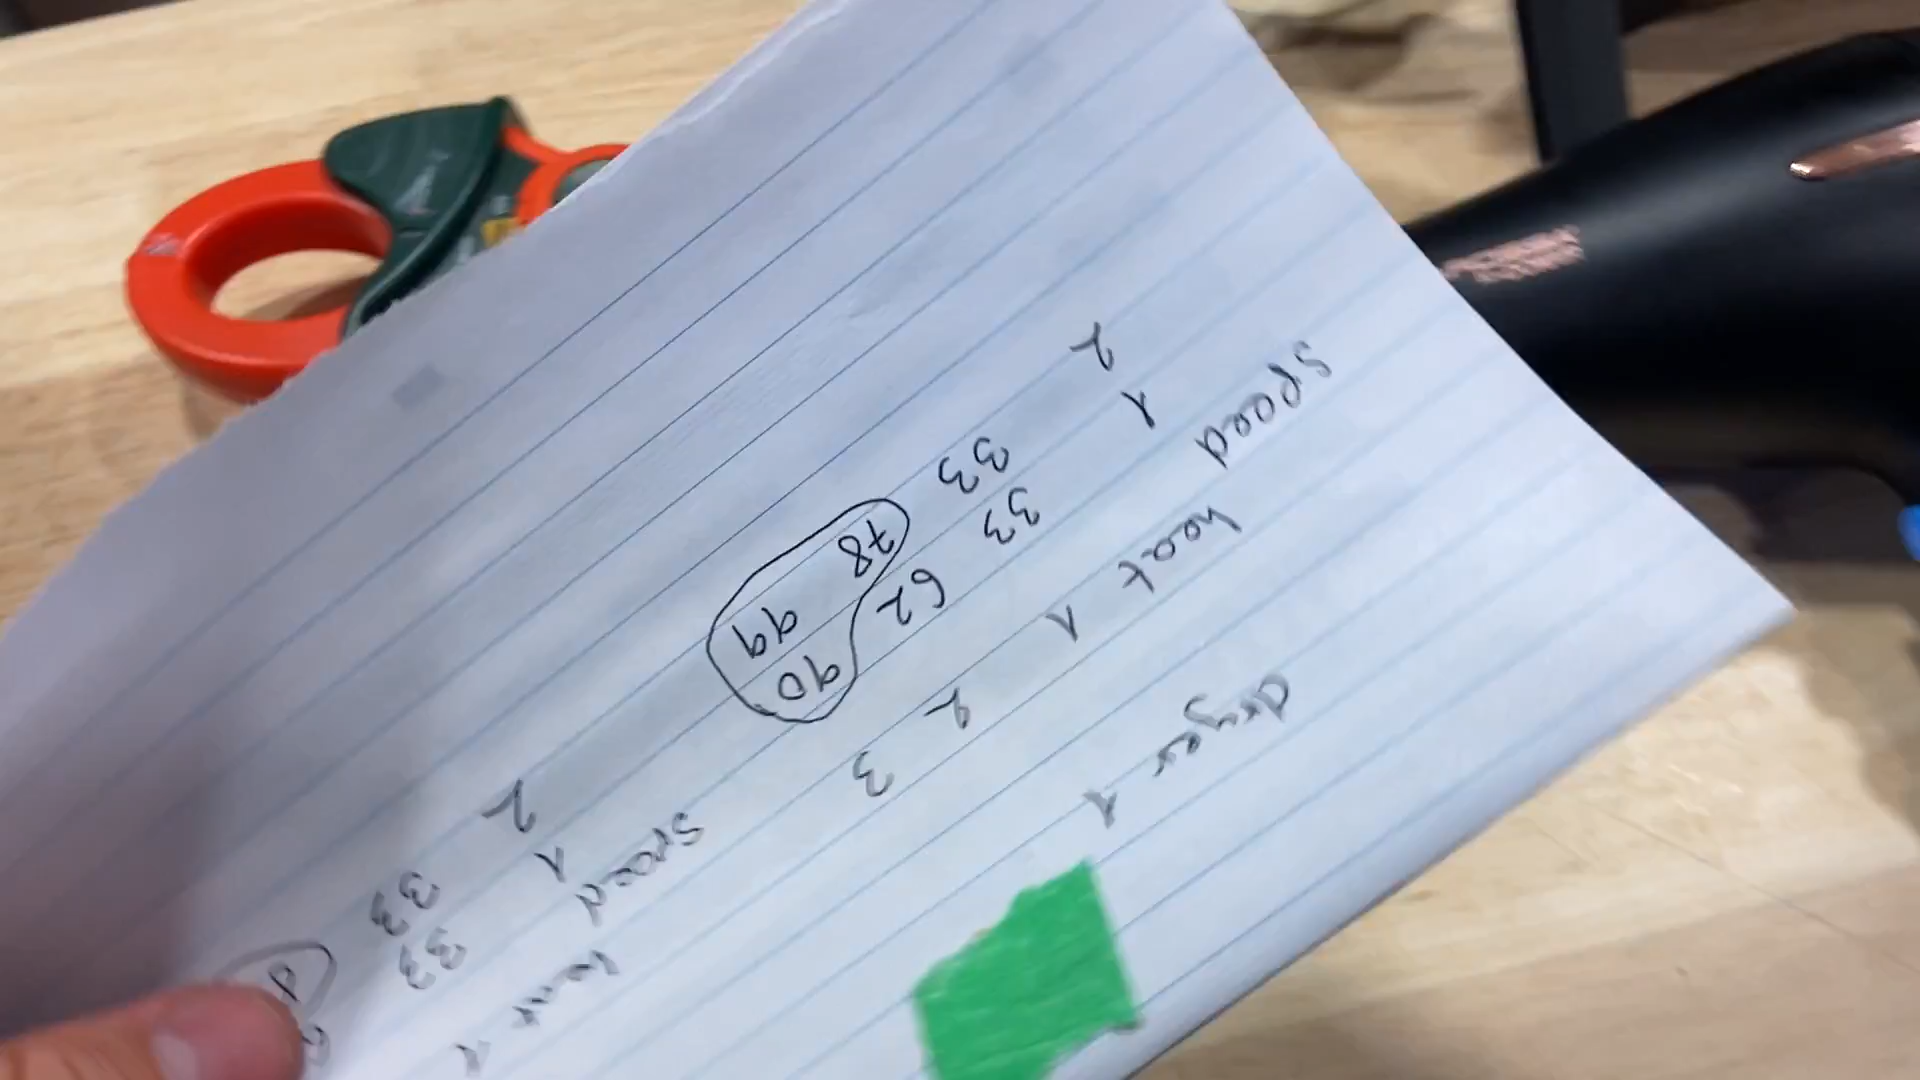 dryer 1
heat 1 2 3 heat 1
Speed Speed
1 33 62 90 1 33
2 33 78 99 2 33